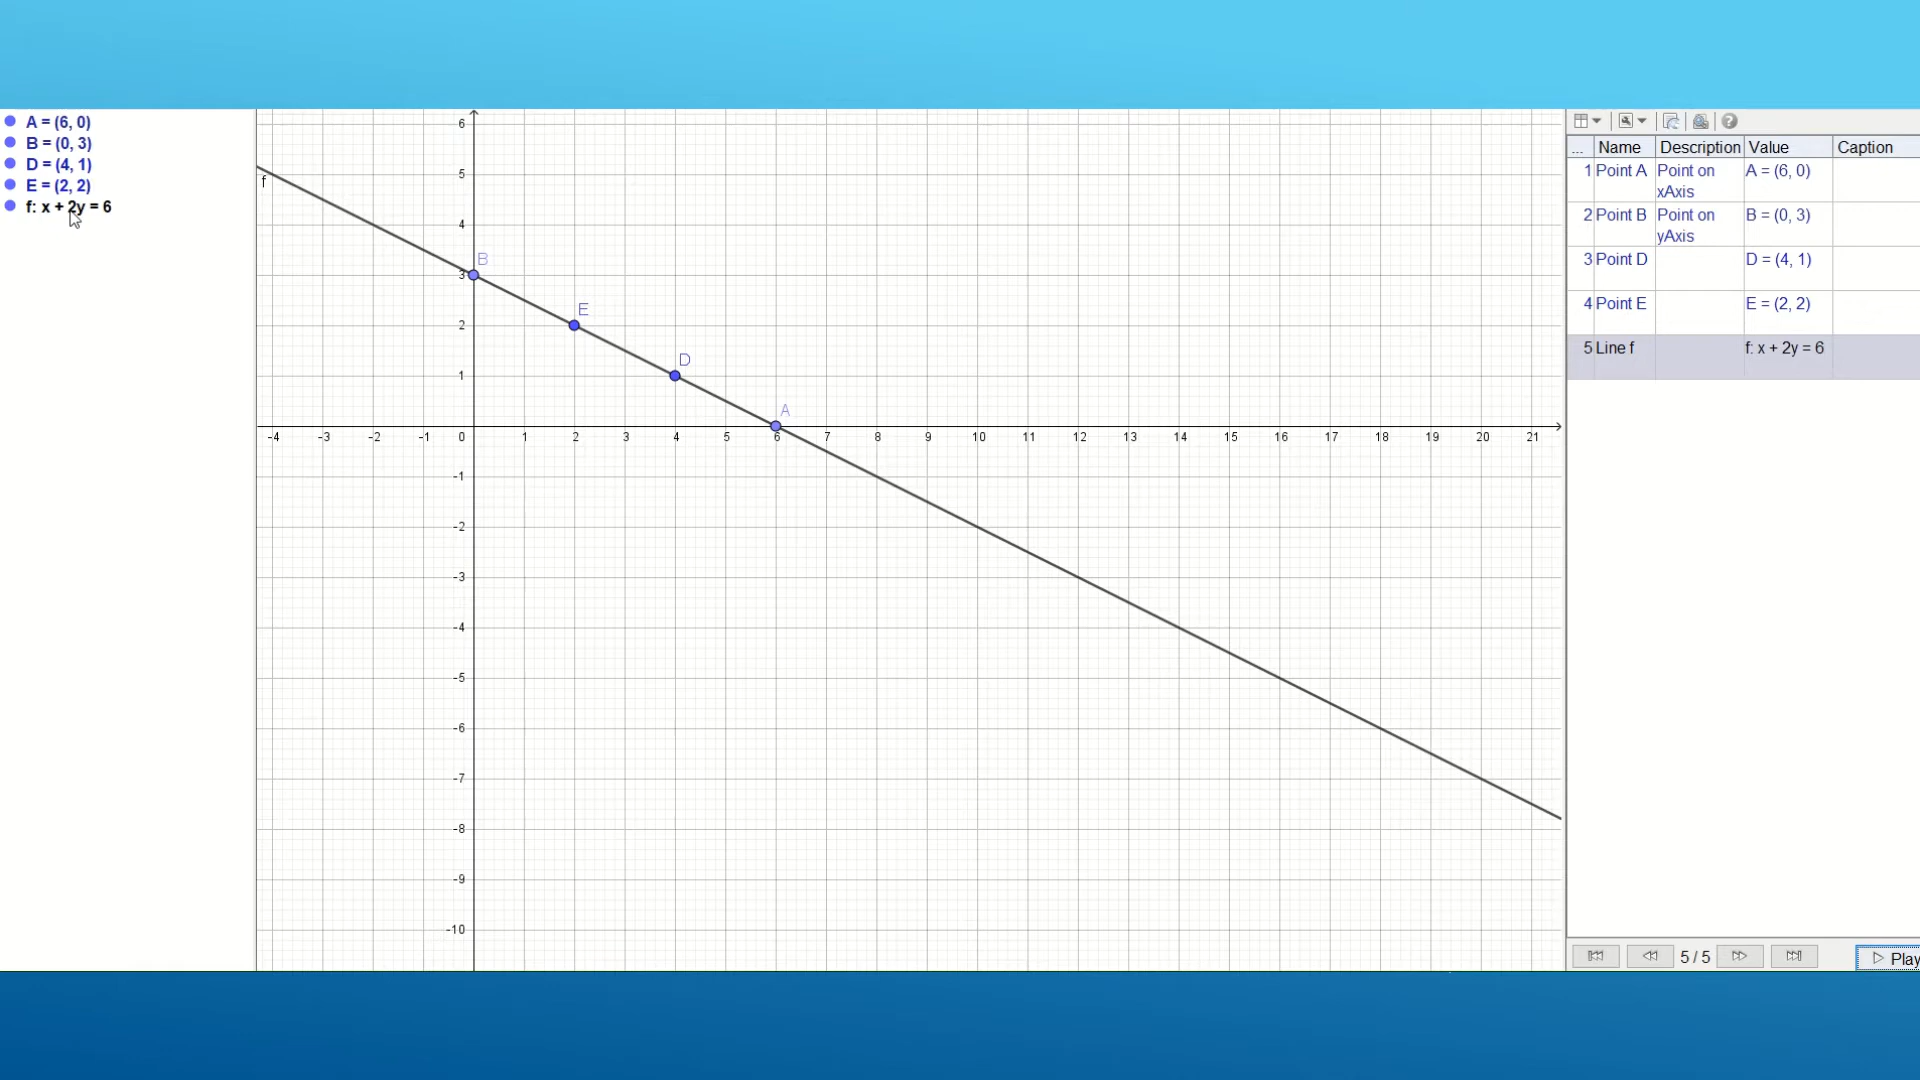 A = (6, 0)
B = (0, 3)
D = (4, 1)
E = (2, 2)
f: x + 2y = 6
f
B
E
D
A
6
5
4
3
2
1
-4 -3 -2 -1 0 1 2 3 4 5 6 7 8 9 10 11 12 13 14 15 16 17 18 19 20 21
-1
-2
-3
-4
-5
-6
-7
-8
-9
-10
... Name Description Value Caption
1 Point A Point on A = (6, 0)
xAxis
2 Point B Point on B = (0, 3)
yAxis
3 Point D D = (4, 1)
4 Point E E = (2, 2)
5 Line f f: x + 2y = 6
5 / 5 Play